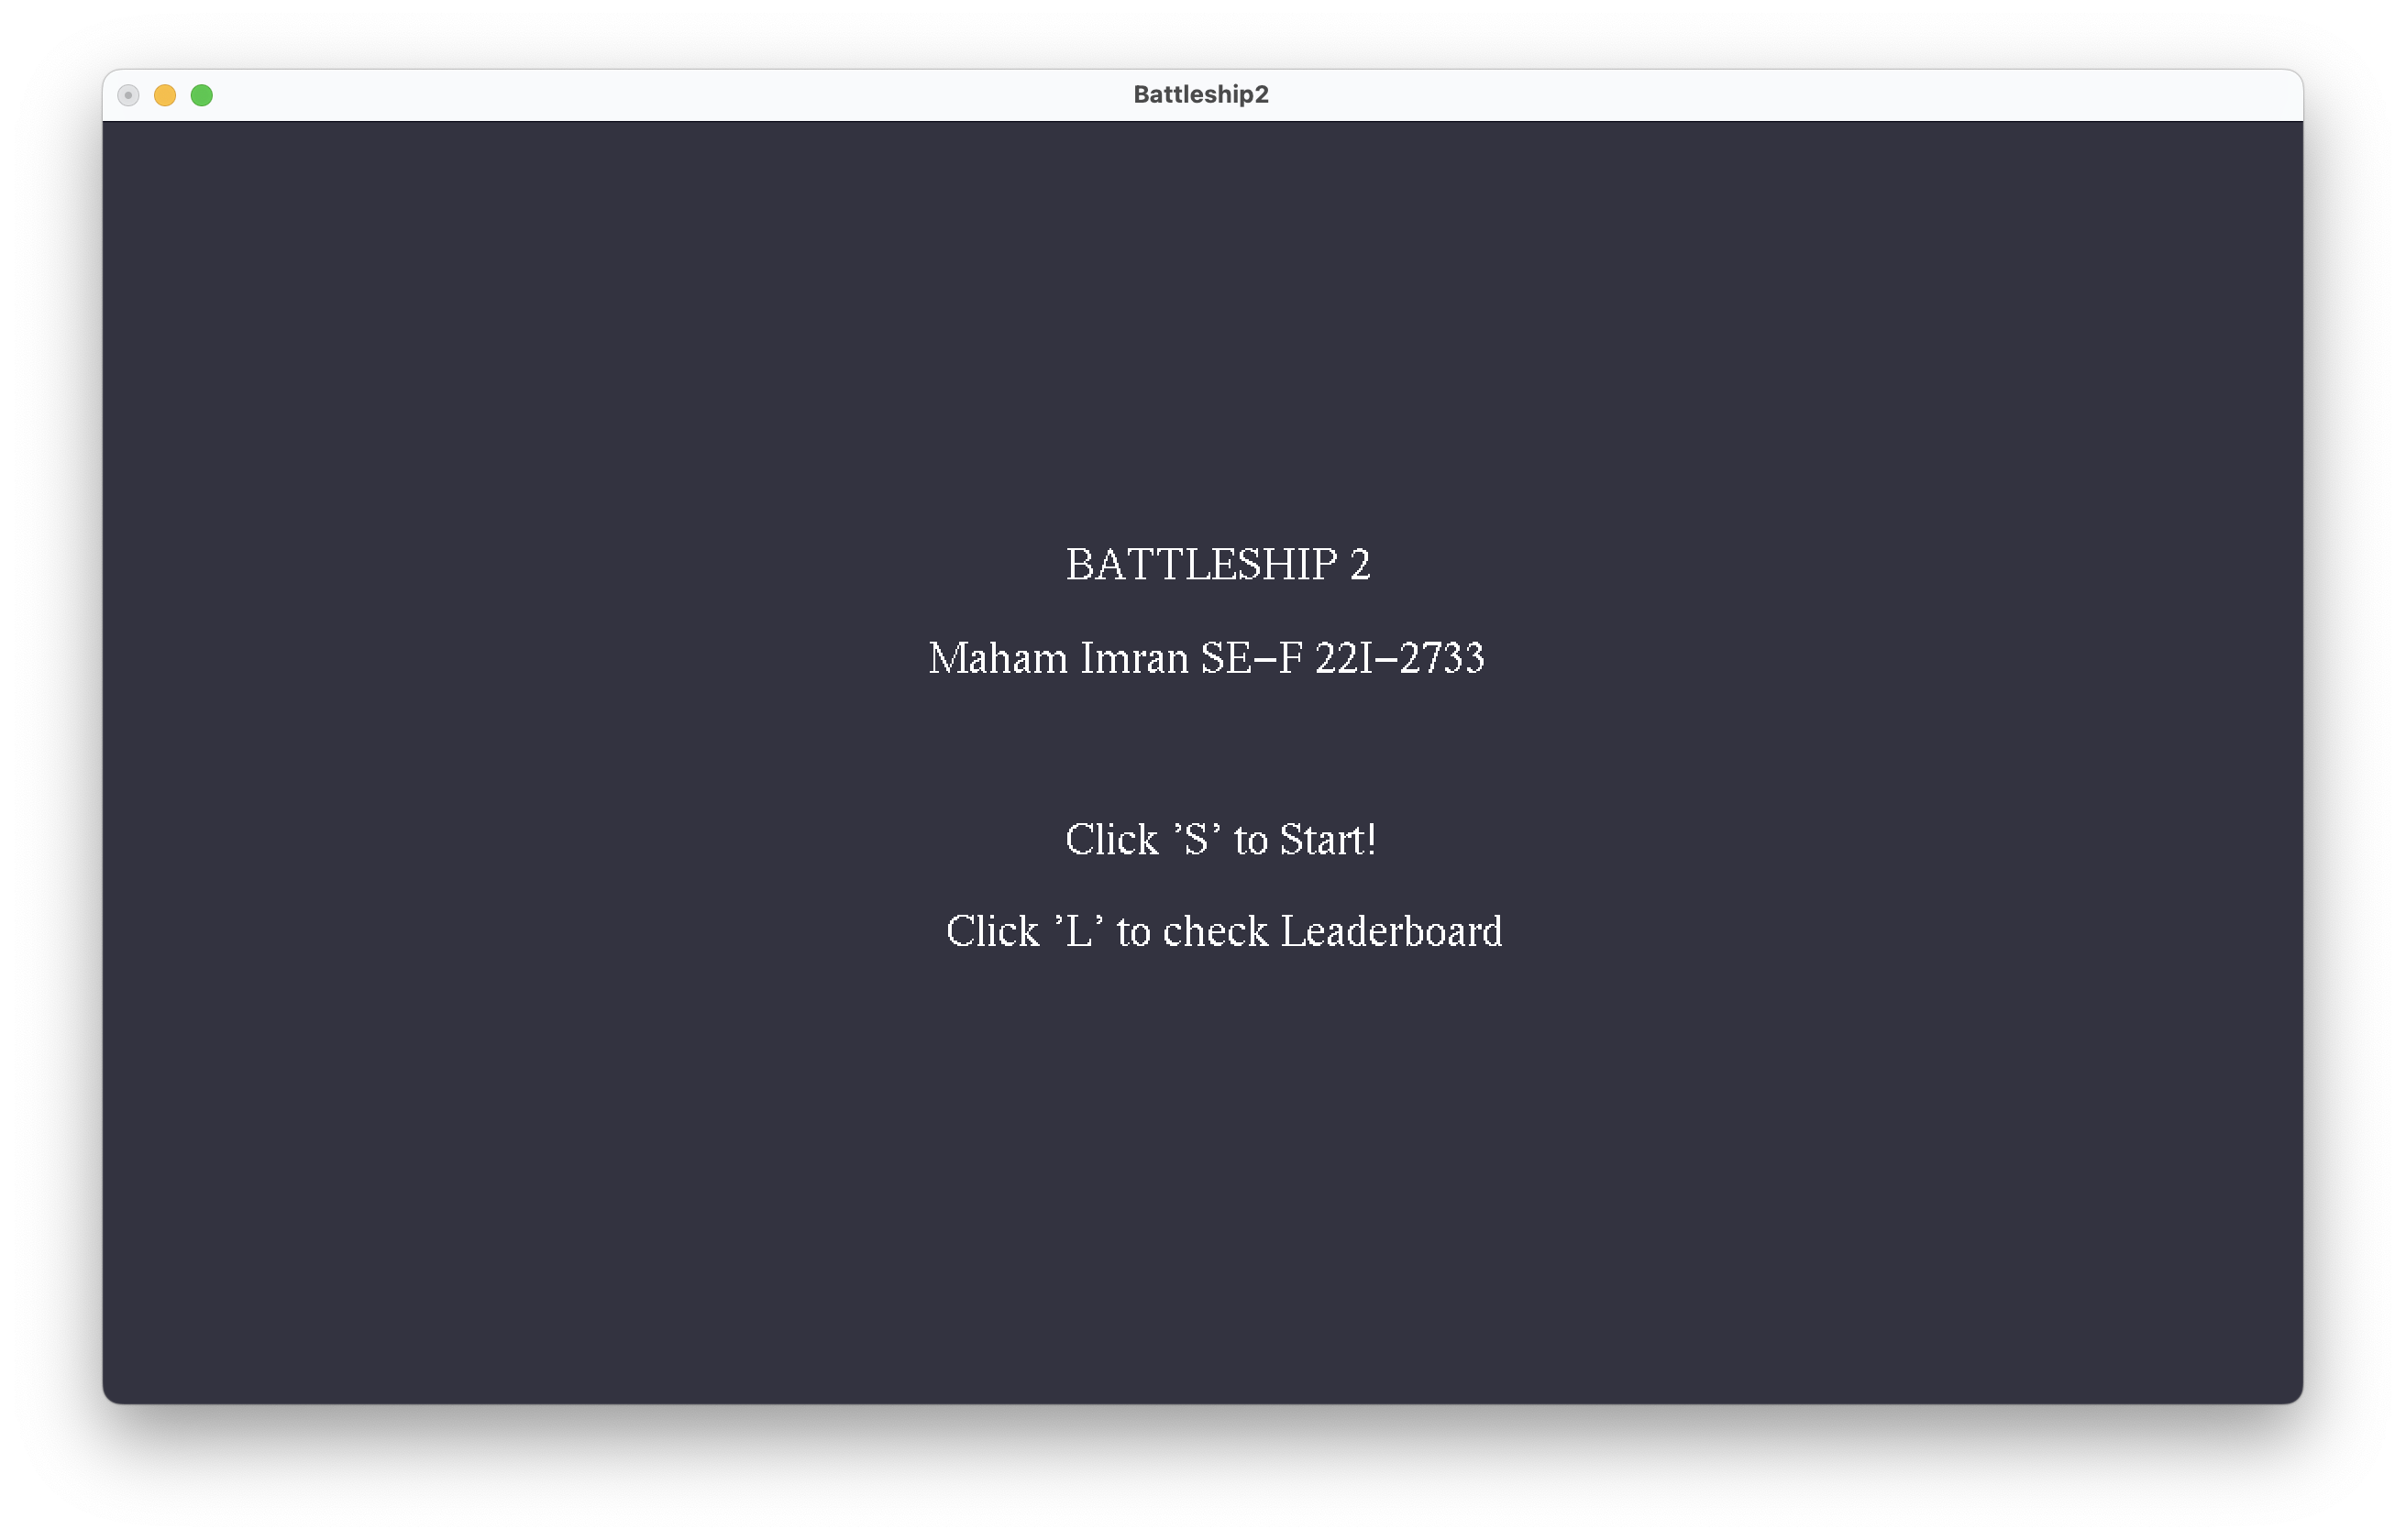 Battleship2
BATTLESHIP 2
Maham Imran SE−F 22I−2733
Click ’S’ to Start!
Click ’L’ to check Leaderboard